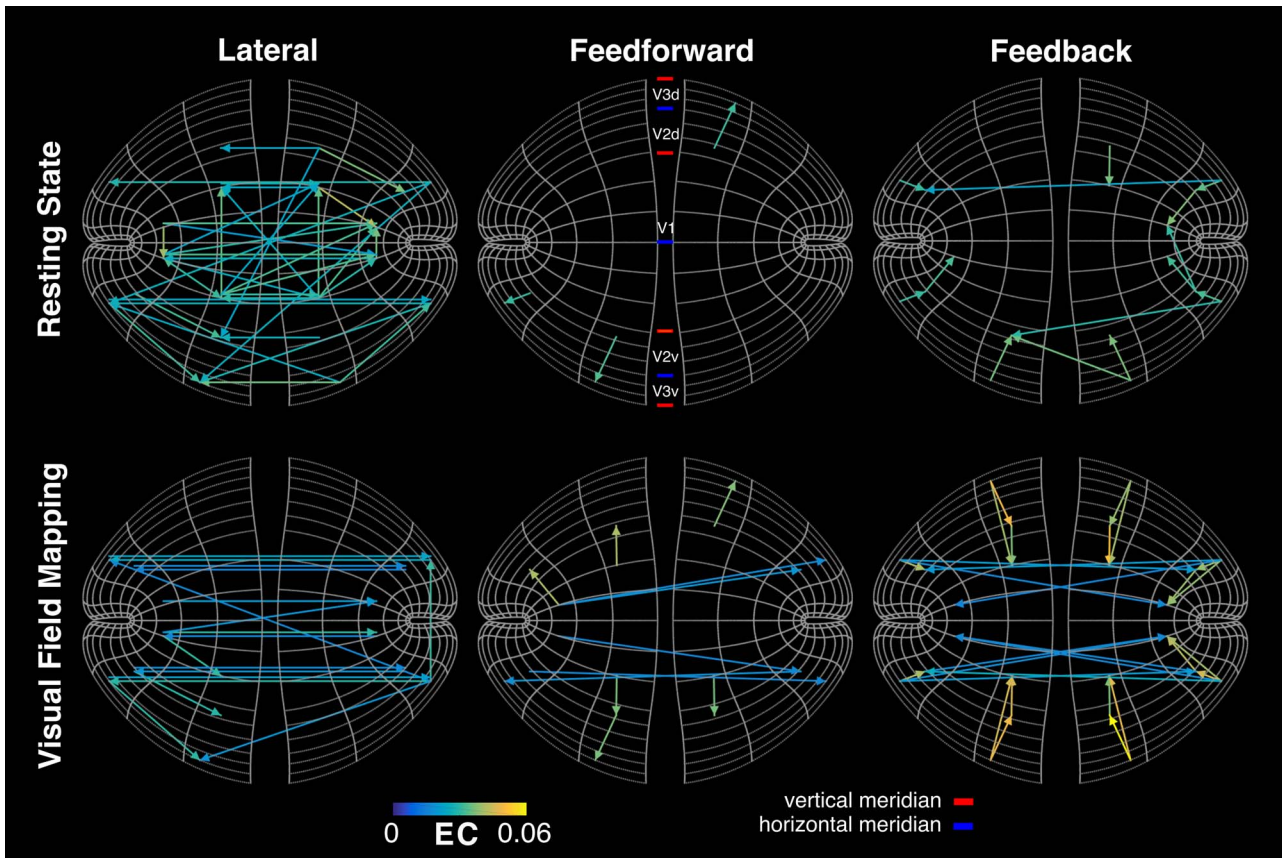 Lateral
Feedforward
Feedback
Resting State
V3d
V2d
V1
V2v
V3v
Visual Field Mapping
0 EC 0.06
vertical meridian
horizontal meridian